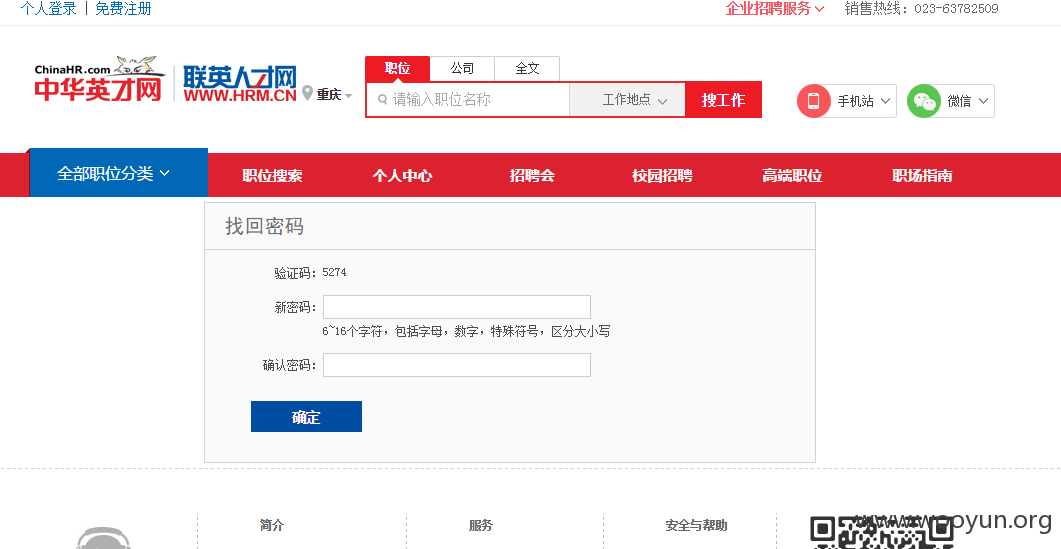 个人登录 | 免费注册
企业招聘服务
销售热线：023-63782509
ChinaHR.com
中华英才网
联英人才网
WWW.HRM.CN
重庆
职位
公司
全文
请输入职位名称
工作地点
搜工作
手机站
微信
全部职位分类
职位搜索
个人中心
招聘会
校园招聘
高端职位
职场指南
找回密码
验证码：5274
新密码：
6~16个字符，包括字母，数字，特殊符号，区分大小写
确认密码：
确定
简介
服务
安全与帮助
www.wooyun.org